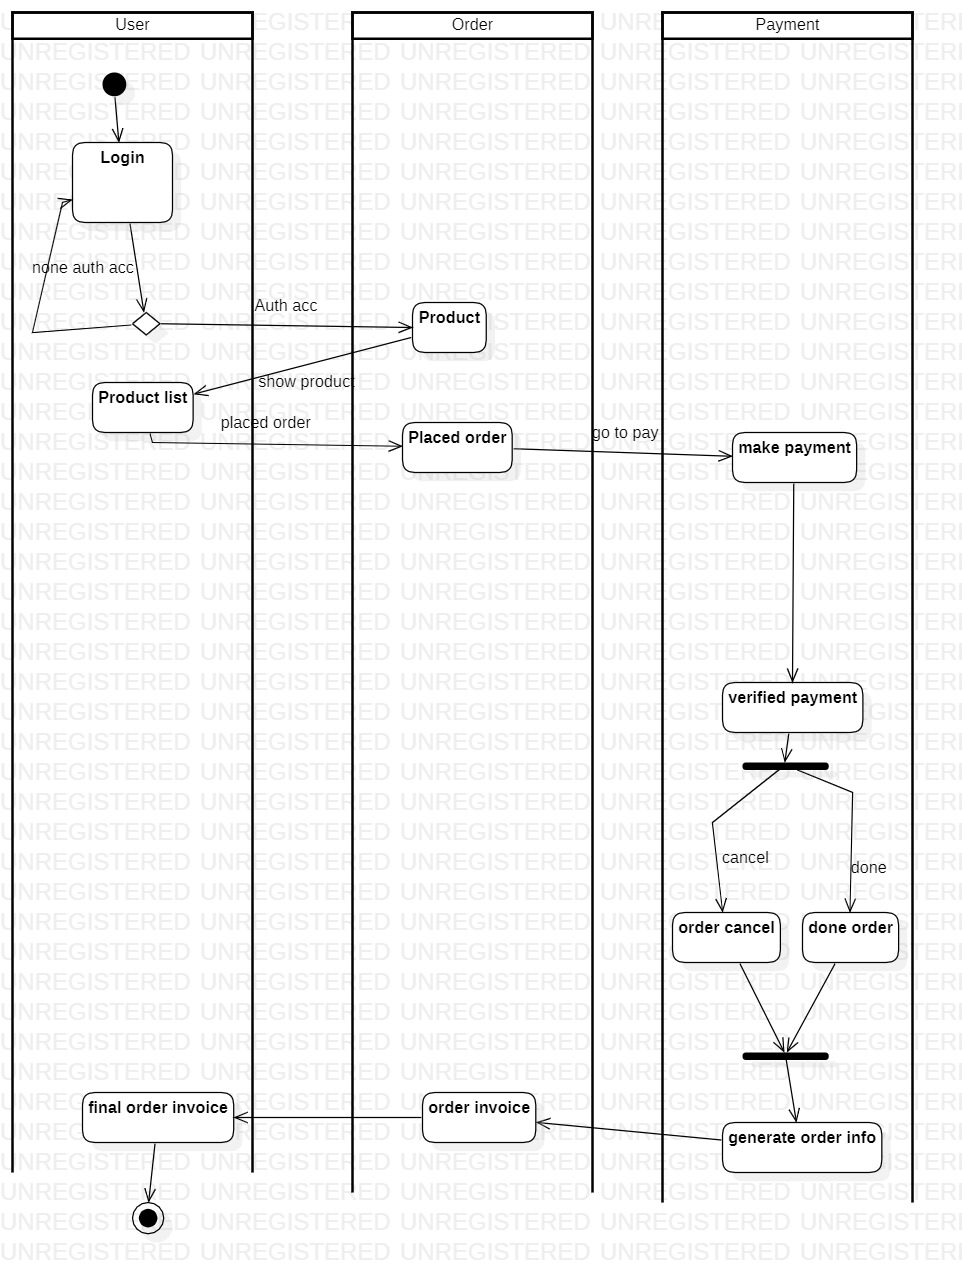 User
Order
Payment
Login
none auth acc
Auth acc
Product
show product
Product list
placed order
Placed order
go to pay
make payment
verified payment
cancel
done
order cancel
done order
final order invoice
order invoice
generate order info
UNREGISTERED